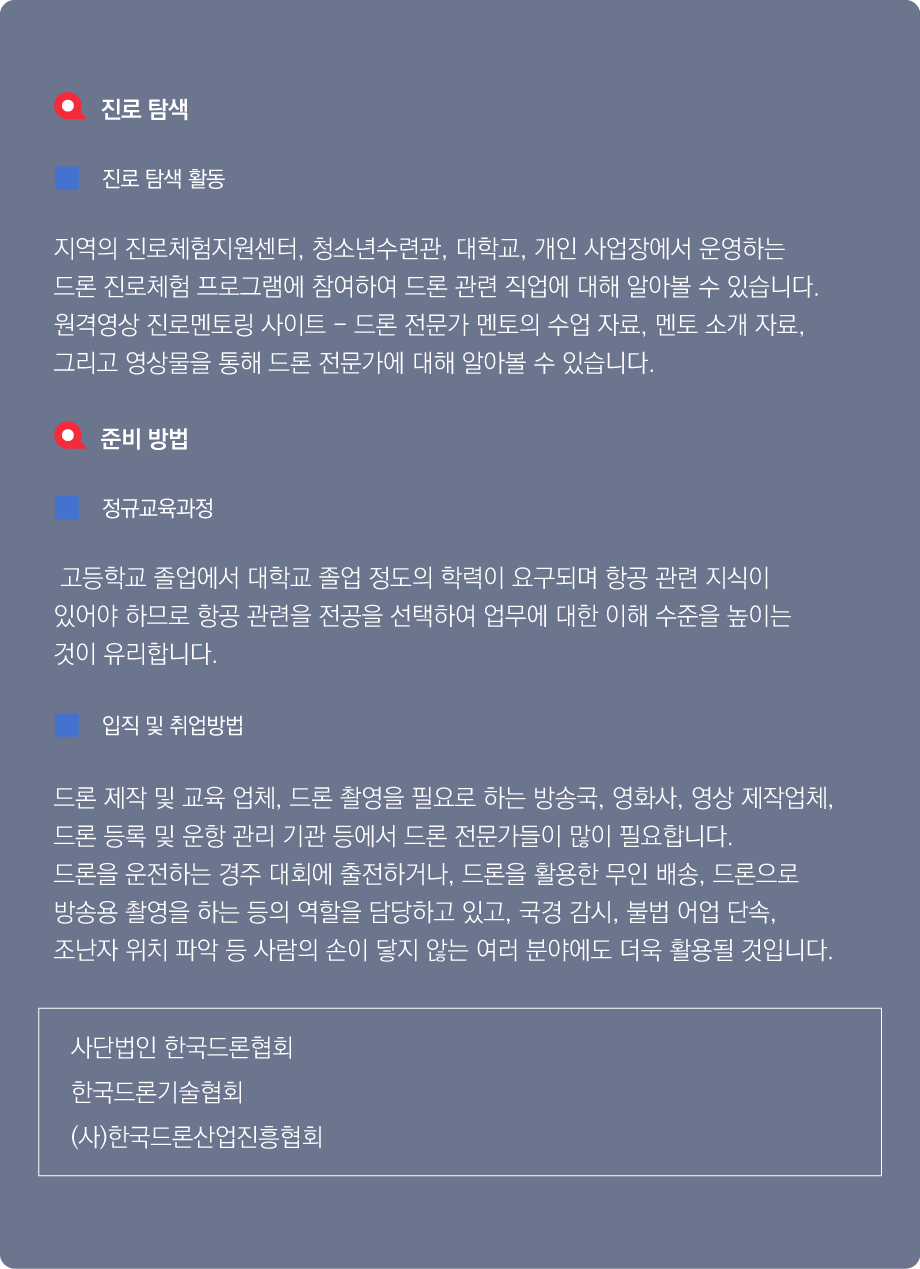 진로 탐색
진로 탐색 활동
지역의 진로체험지원센터, 청소년수련관, 대학교, 개인 사업장에서 운영하는
드론 진로체험 프로그램에 참여하여 드론 관련 직업에 대해 알아볼 수 있습니다.
원격영상 진로멘토링 사이트 – 드론 전문가 멘토의 수업 자료, 멘토 소개 자료,
그리고 영상물을 통해 드론 전문가에 대해 알아볼 수 있습니다.
준비 방법
정규교육과정
고등학교 졸업에서 대학교 졸업 정도의 학력이 요구되며 항공 관련 지식이
있어야 하므로 항공 관련을 전공을 선택하여 업무에 대한 이해 수준을 높이는
것이 유리합니다.
입직 및 취업방법
드론 제작 및 교육 업체, 드론 촬영을 필요로 하는 방송국, 영화사, 영상 제작업체,
드론 등록 및 운항 관리 기관 등에서 드론 전문가들이 많이 필요합니다.
드론을 운전하는 경주 대회에 출전하거나, 드론을 활용한 무인 배송, 드론으로
방송용 촬영을 하는 등의 역할을 담당하고 있고, 국경 감시, 불법 어업 단속,
조난자 위치 파악 등 사람의 손이 닿지 않는 여러 분야에도 더욱 활용될 것입니다.
사단법인 한국드론협회
한국드론기술협회
(사)한국드론산업진흥협회